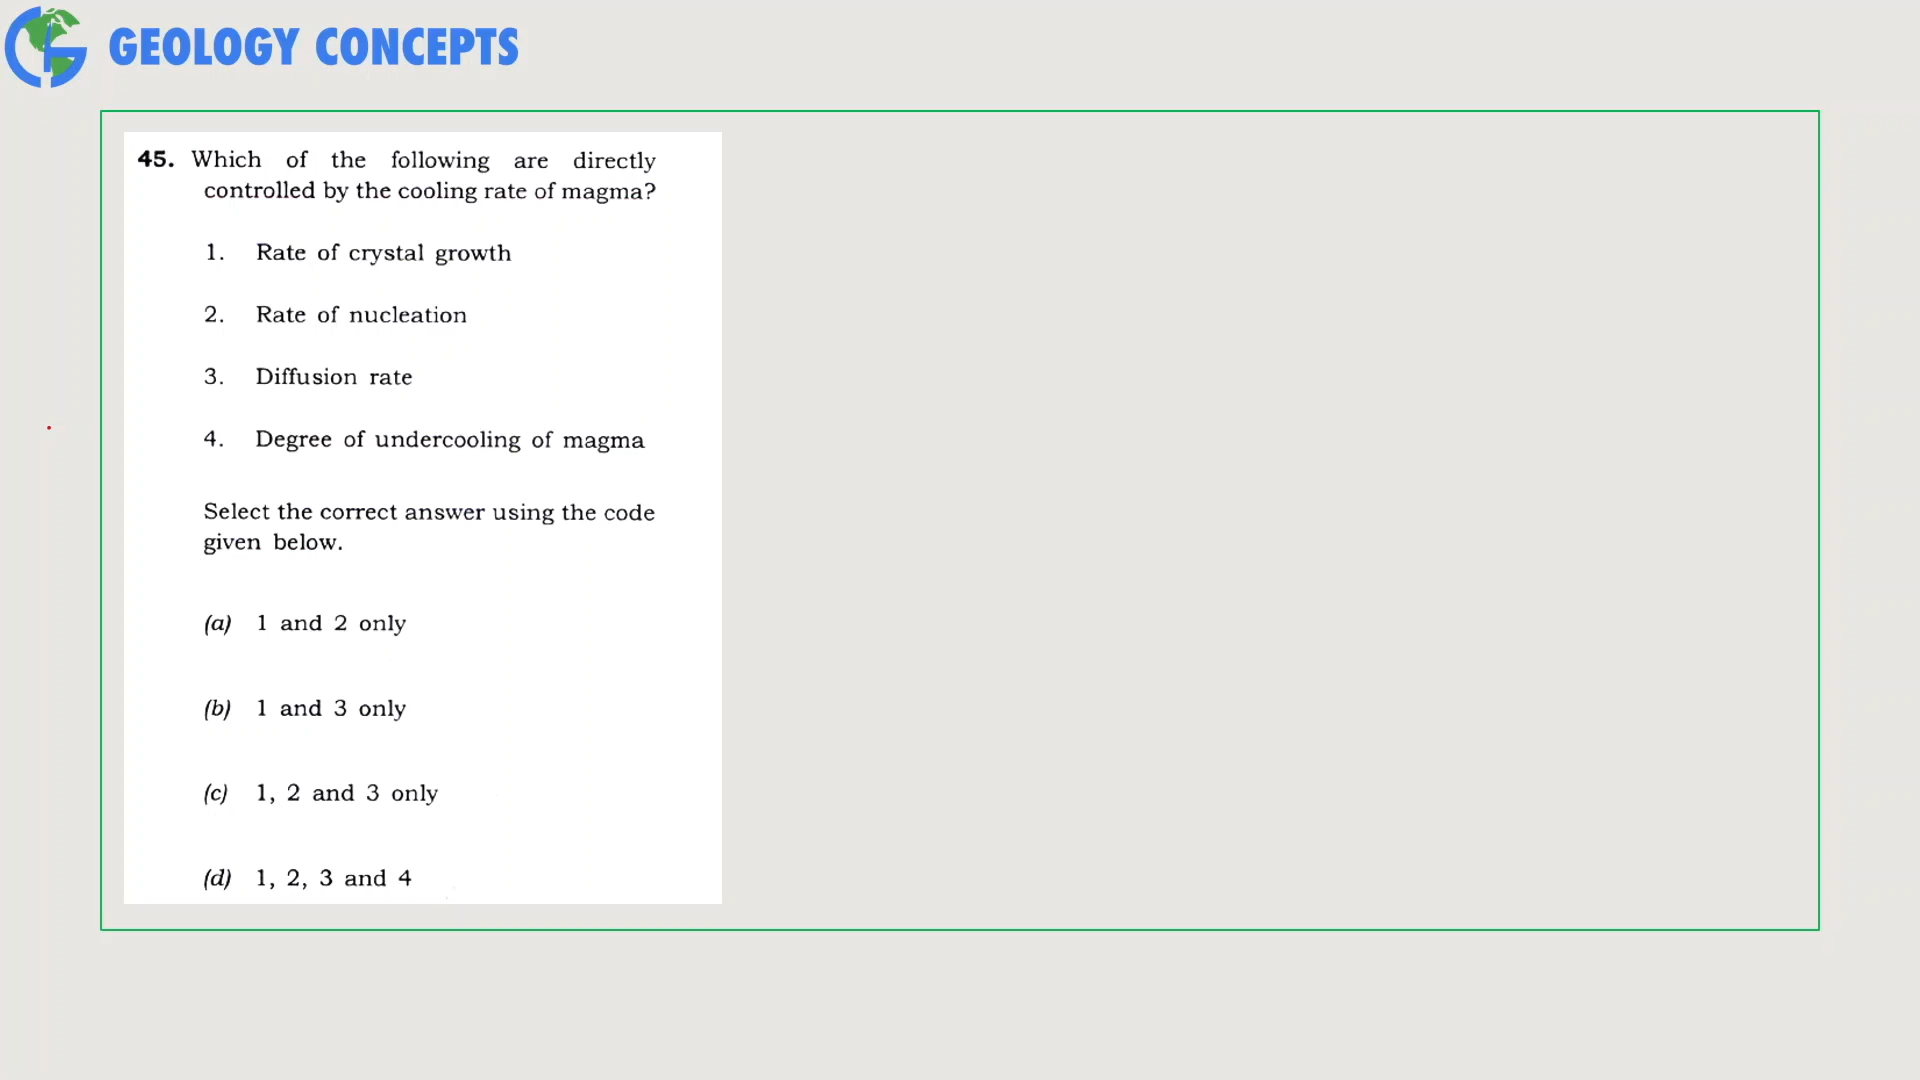 GEOLOGY CONCEPTS
45. Which of the following are directly
controlled by the cooling rate of magma?
1. Rate of crystal growth
2. Rate of nucleation
3. Diffusion rate
4. Degree of undercooling of magma
Select the correct answer using the code
given below.
(a) 1 and 2 only
(b) 1 and 3 only
(c) 1, 2 and 3 only
(d) 1, 2, 3 and 4